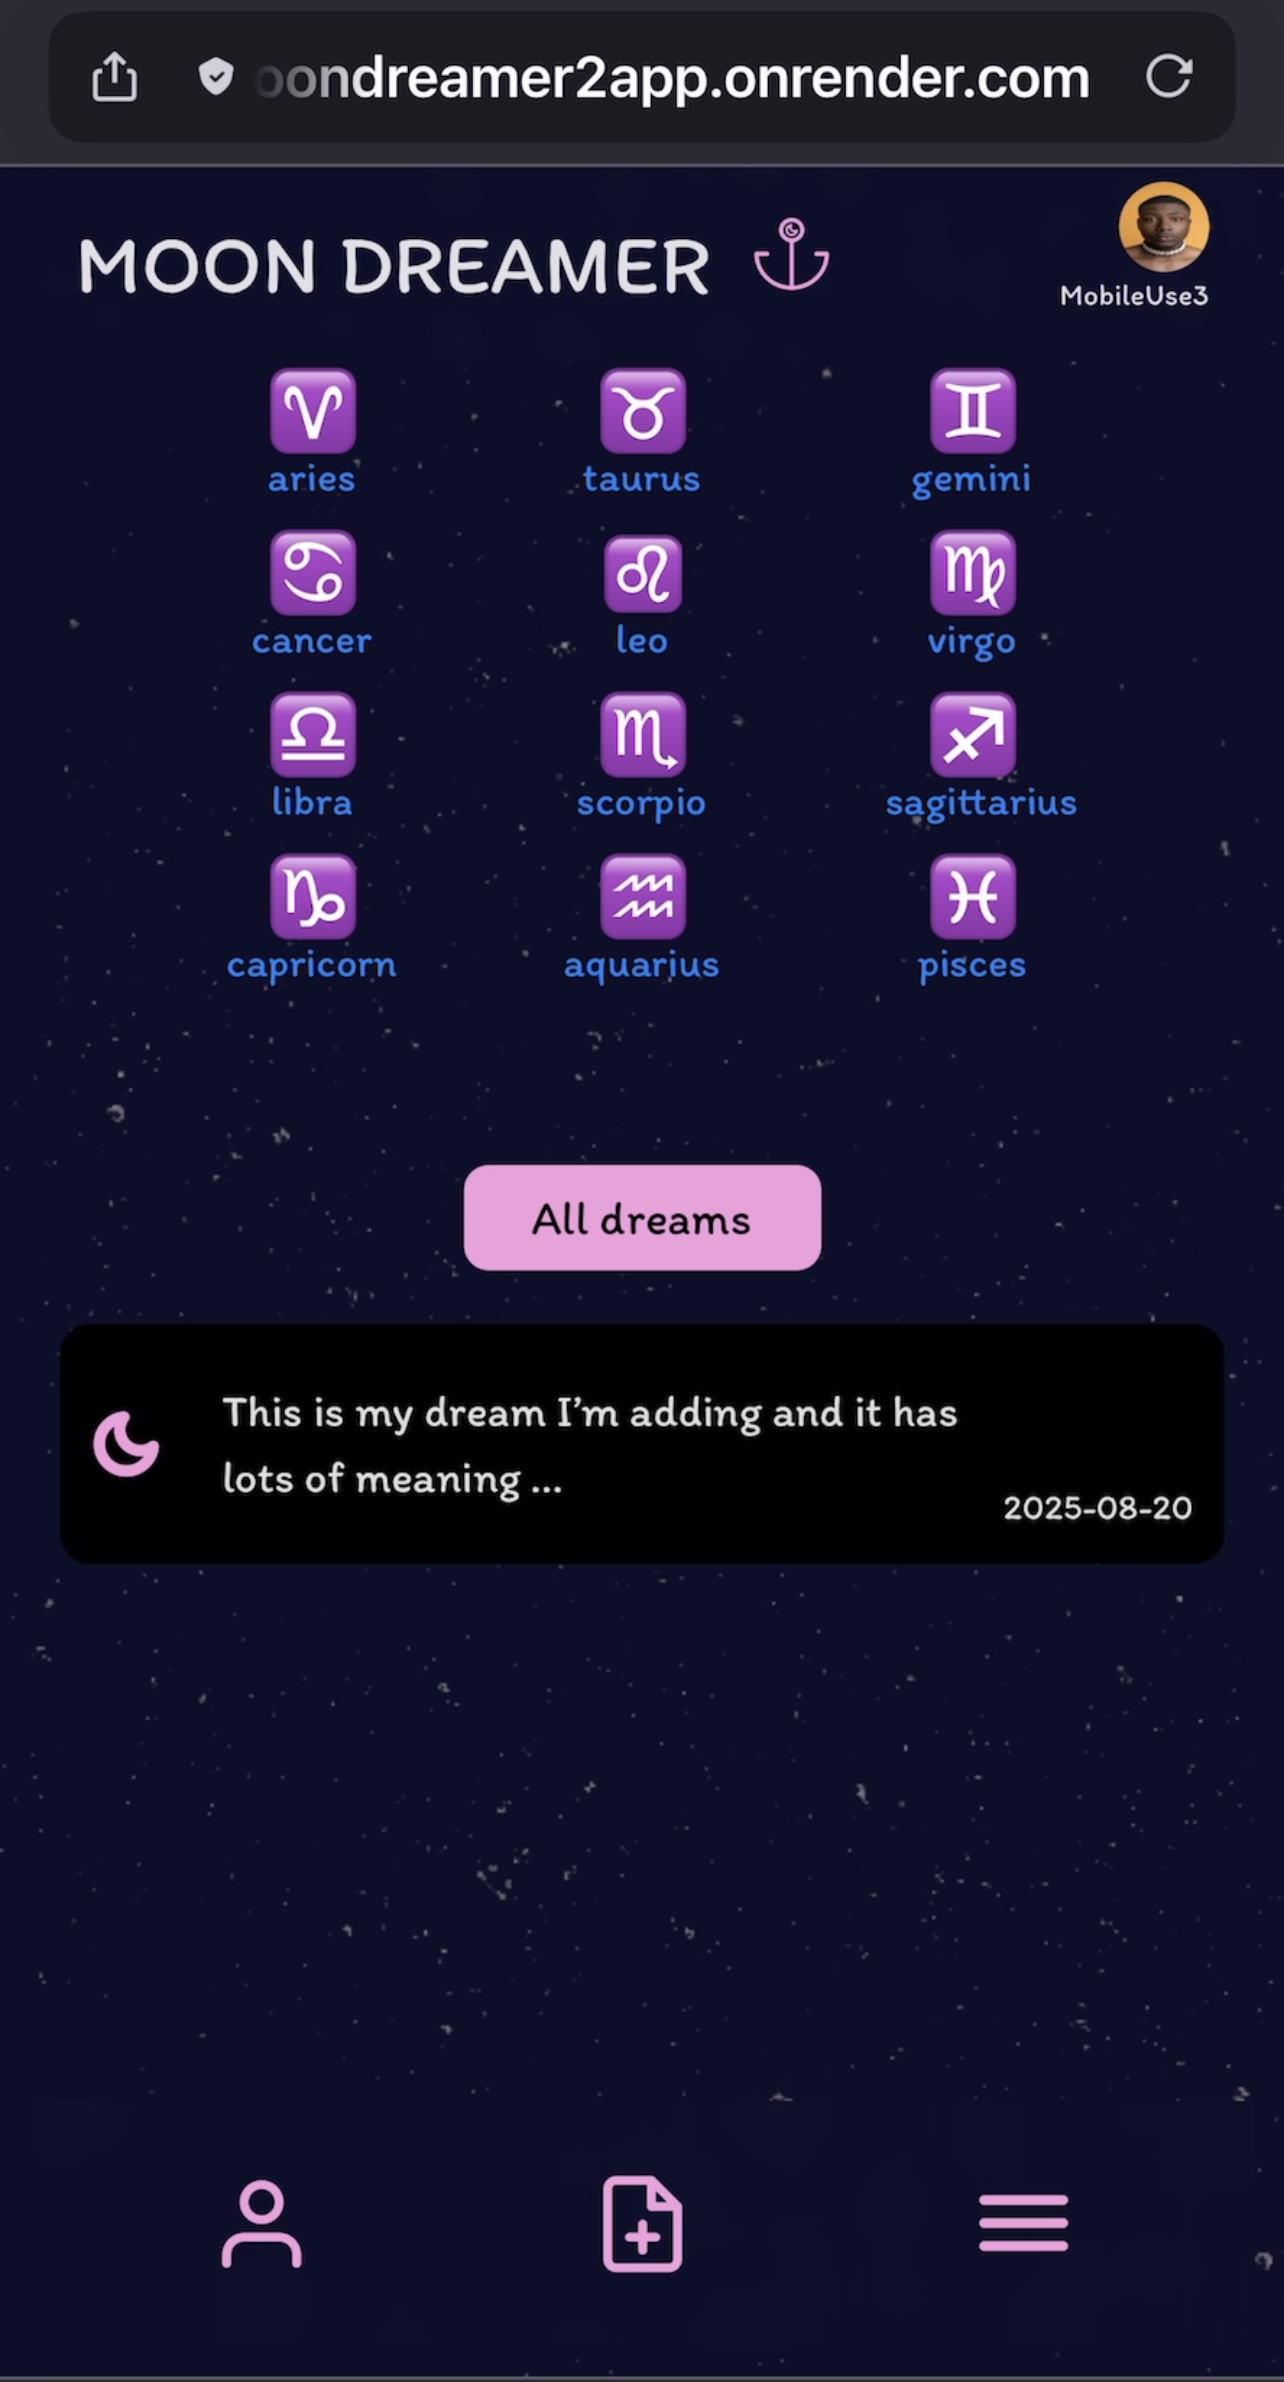 oondreamer2app.onrender.com
MOON DREAMER
MobileUse3
aries taurus gemini
cancer leo virgo
libra scorpio sagittarius
capricorn aquarius pisces
All dreams
This is my dream I’m adding and it has
lots of meaning ...
2025-08-20